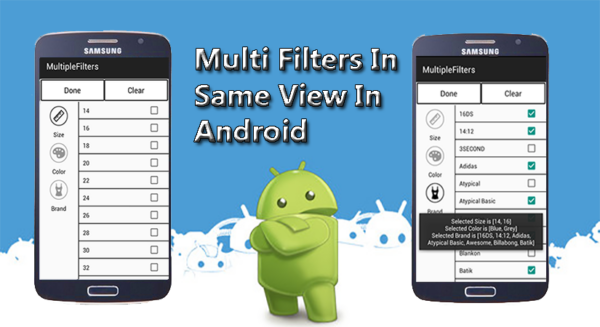 SAMSUNG
MultipleFilters
Done Clear
14
16
Size
18
20
Color
22
24
Brand
26
28
30
32
Multi Filters In
Same View In
Android
SAMSUNG
MultipleFilters
Done Clear
16DS
14:12
Size
3SECOND
Adidas
Color
Atypical
Atypical Basic
Brand
Selected Size is [14, 16]
Selected Color is [Blue, Grey]
Selected Brand is [16DS, 14:12, Adidas,
Atypical Basic, Awesome, Billabong, Batik]
Blankon
Batik